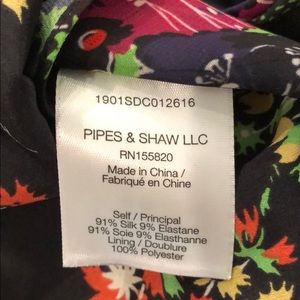 1901SDC012616
PIPES & SHAW LLC
RN155820
Made in China /
Fabriqué en Chine
Self / Principal
91% Silk 9% Elastane
91% Soie 9% Elasthanne
Lining / Doublure
100% Polyester